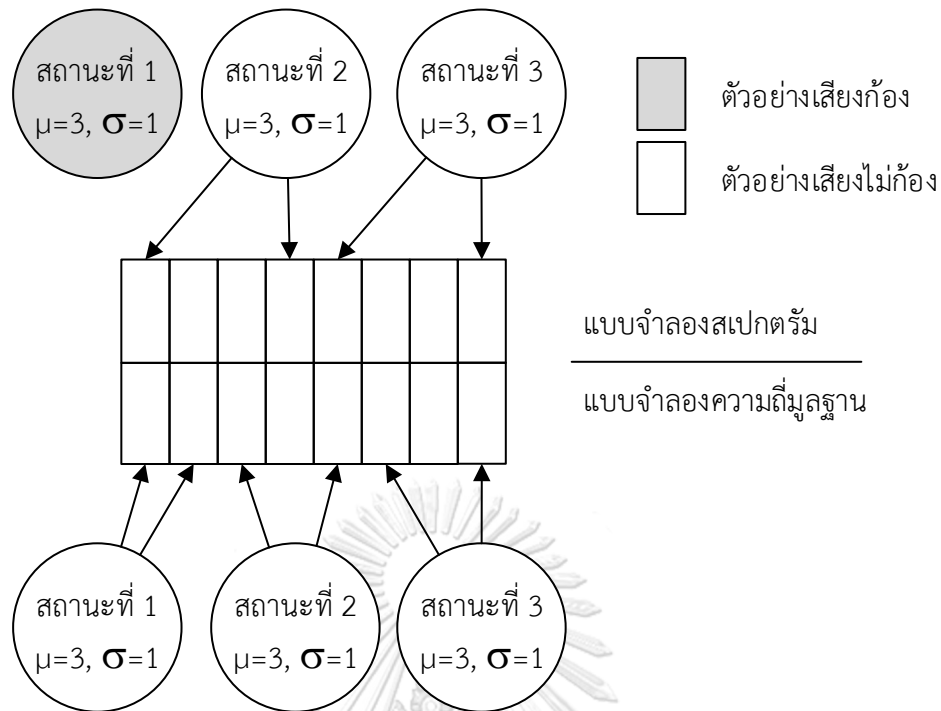 สถานะที่ 1
μ=3, σ=1
สถานะที่ 2
μ=3, σ=1
สถานะที่ 3
μ=3, σ=1
ตัวอย่างเสียงก้อง
ตัวอย่างเสียงไม่ก้อง
แบบจำลองสเปกตรัม
แบบจำลองความถี่มูลฐาน
สถานะที่ 1
μ=3, σ=1
สถานะที่ 2
μ=3, σ=1
สถานะที่ 3
μ=3, σ=1